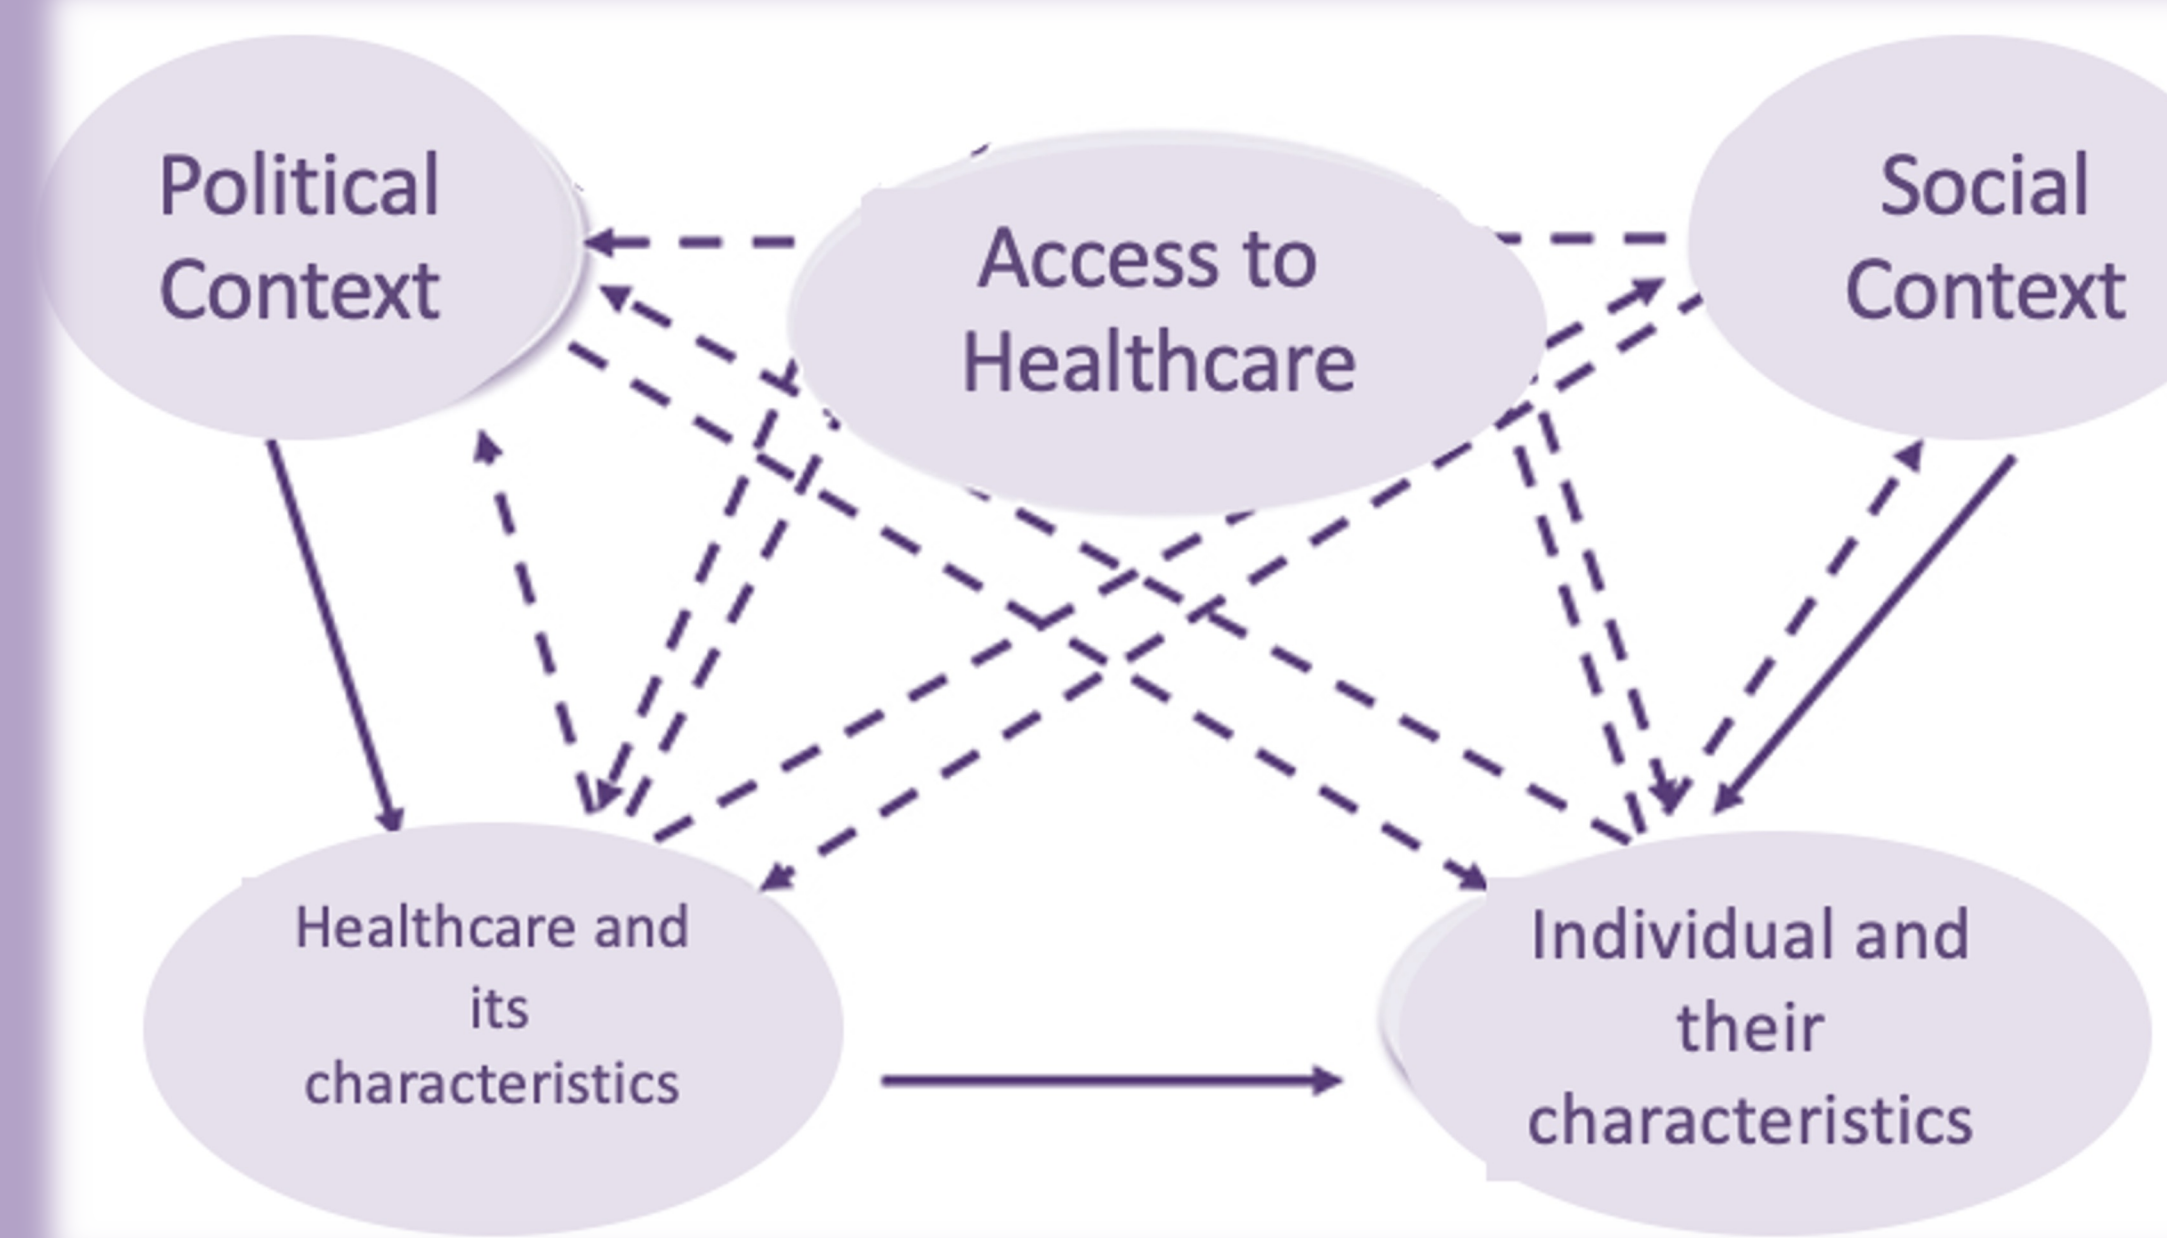 Political
Context
Access to
Healthcare
Social
Context
Healthcare and
its
characteristics
Individual and
their
characteristics